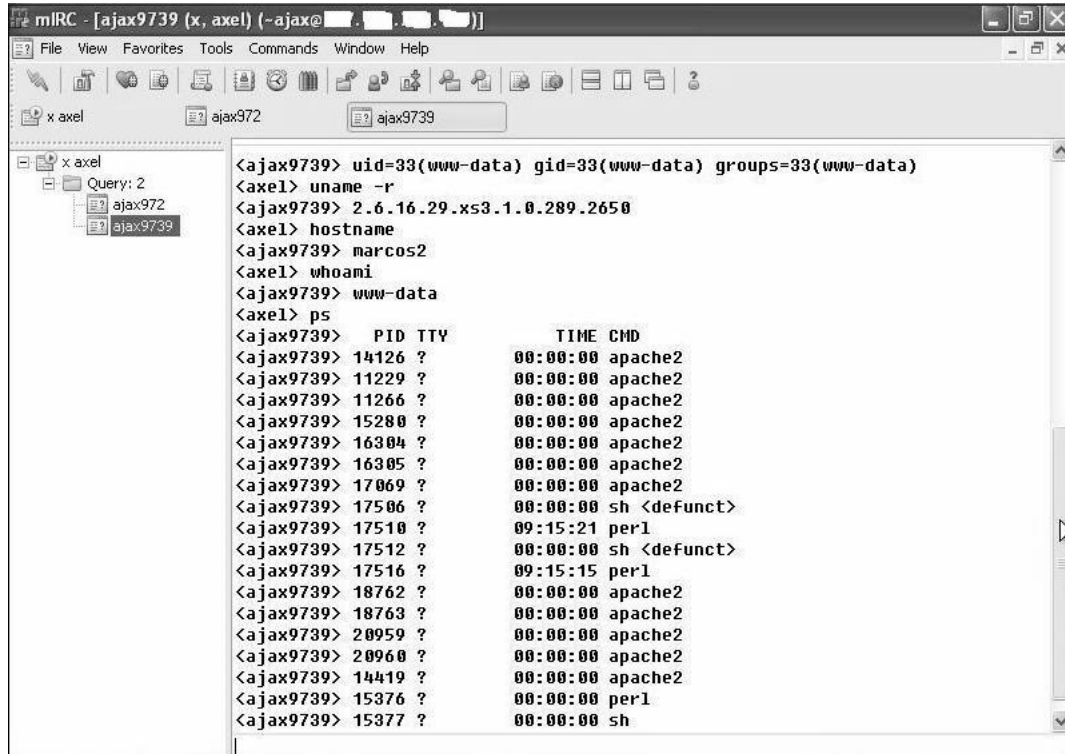 mIRC - [ajax9739 (x, axel) (~ajax@ . . . )]
File View Favorites Tools Commands Window Help
x axel ajax972 ajax9739
x axel
Query: 2
ajax972
ajax9739
<ajax9739> uid=33(www-data) gid=33(www-data) groups=33(www-data)
<axel> uname -r
<ajax9739> 2.6.16.29.xs3.1.0.289.2650
<axel> hostname
<ajax9739> marcos2
<axel> whoami
<ajax9739> www-data
<axel> ps
<ajax9739> PID TTY TIME CMD
<ajax9739> 14126 ? 00:00:00 apache2
<ajax9739> 11229 ? 00:00:00 apache2
<ajax9739> 11266 ? 00:00:00 apache2
<ajax9739> 15280 ? 00:00:00 apache2
<ajax9739> 16304 ? 00:00:00 apache2
<ajax9739> 16305 ? 00:00:00 apache2
<ajax9739> 17069 ? 00:00:00 apache2
<ajax9739> 17506 ? 00:00:00 sh <defunct>
<ajax9739> 17510 ? 09:15:21 perl
<ajax9739> 17512 ? 00:00:00 sh <defunct>
<ajax9739> 17516 ? 09:15:15 perl
<ajax9739> 18762 ? 00:00:00 apache2
<ajax9739> 18763 ? 00:00:00 apache2
<ajax9739> 20959 ? 00:00:00 apache2
<ajax9739> 20960 ? 00:00:00 apache2
<ajax9739> 14419 ? 00:00:00 apache2
<ajax9739> 15376 ? 00:00:00 perl
<ajax9739> 15377 ? 00:00:00 sh